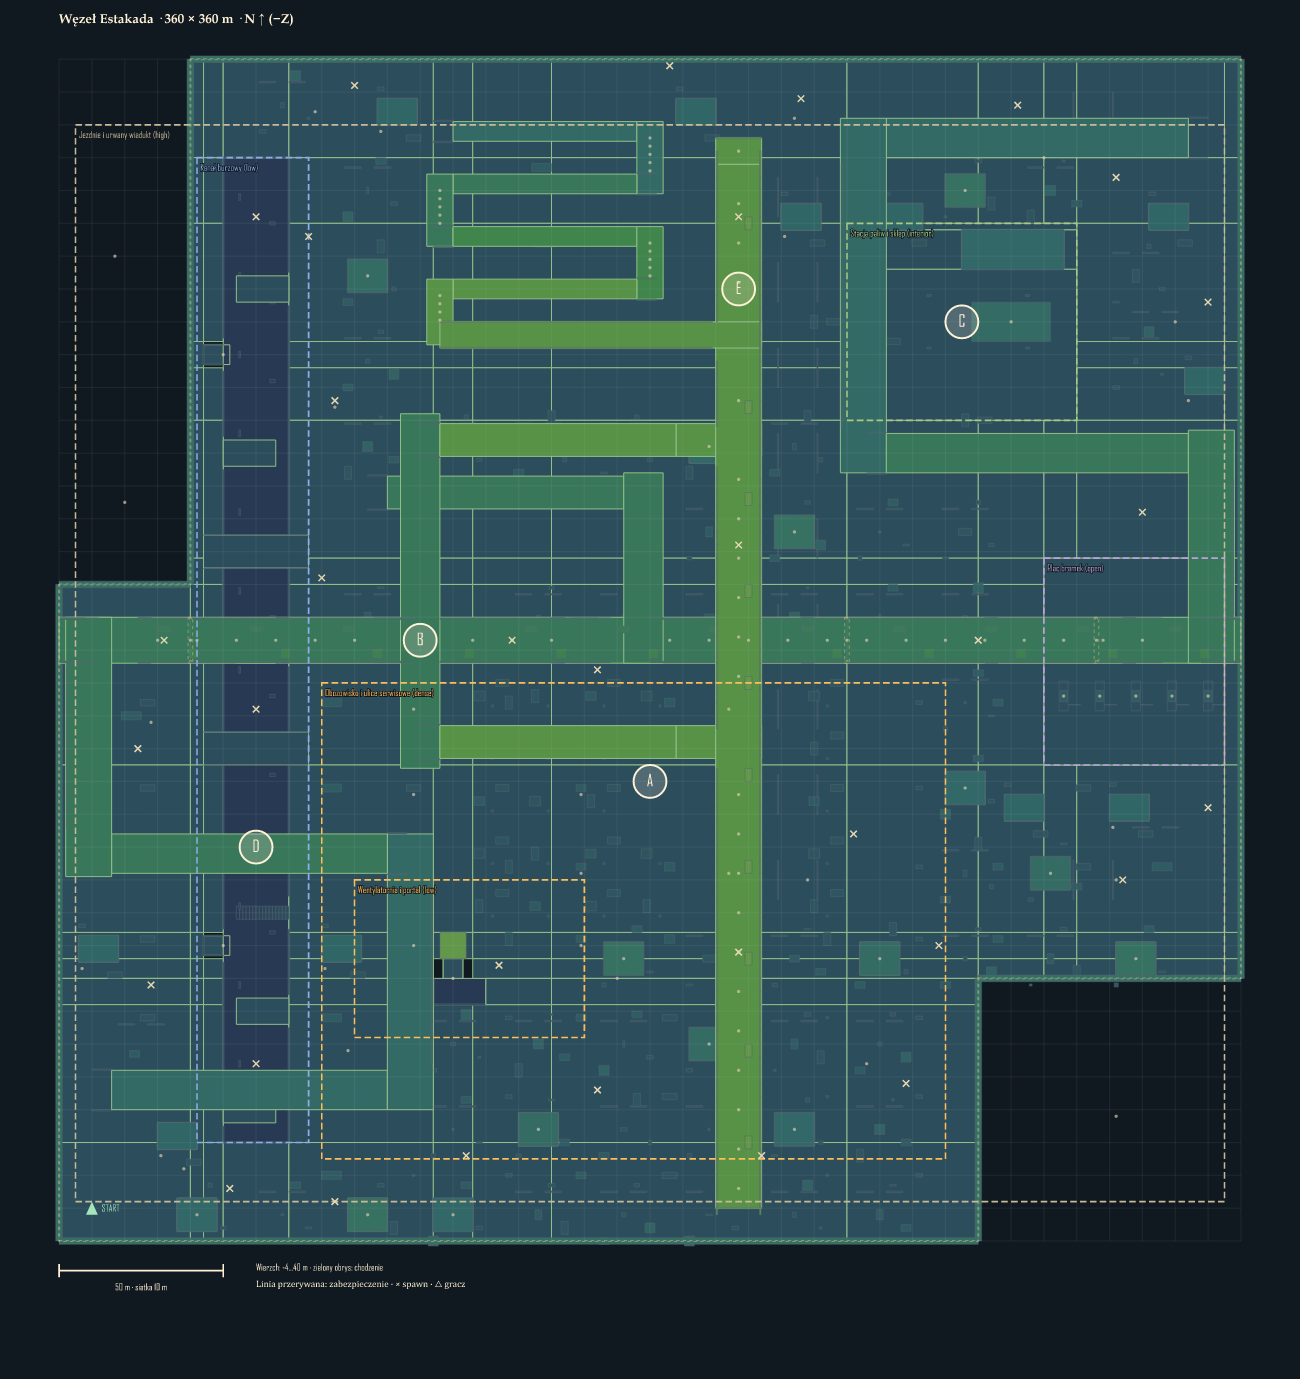 Węzeł Estakada · 360 × 360 m · N ↑ (−Z)
Jezdnie i urwany wiadukt (high)
Kanał burzowy (low)
Stacja paliw i sklep (interior)
E
C
Plac bramek (open)
B
Obozowisko i ulice serwisowe (dense)
A
D
Wentylatornia i portal (low)
START
Wierzch: -4…40 m · zielony obrys: chodzenie
50 m · siatka 10 m
Linia przerywana: zabezpieczenie · × spawn · △ gracz